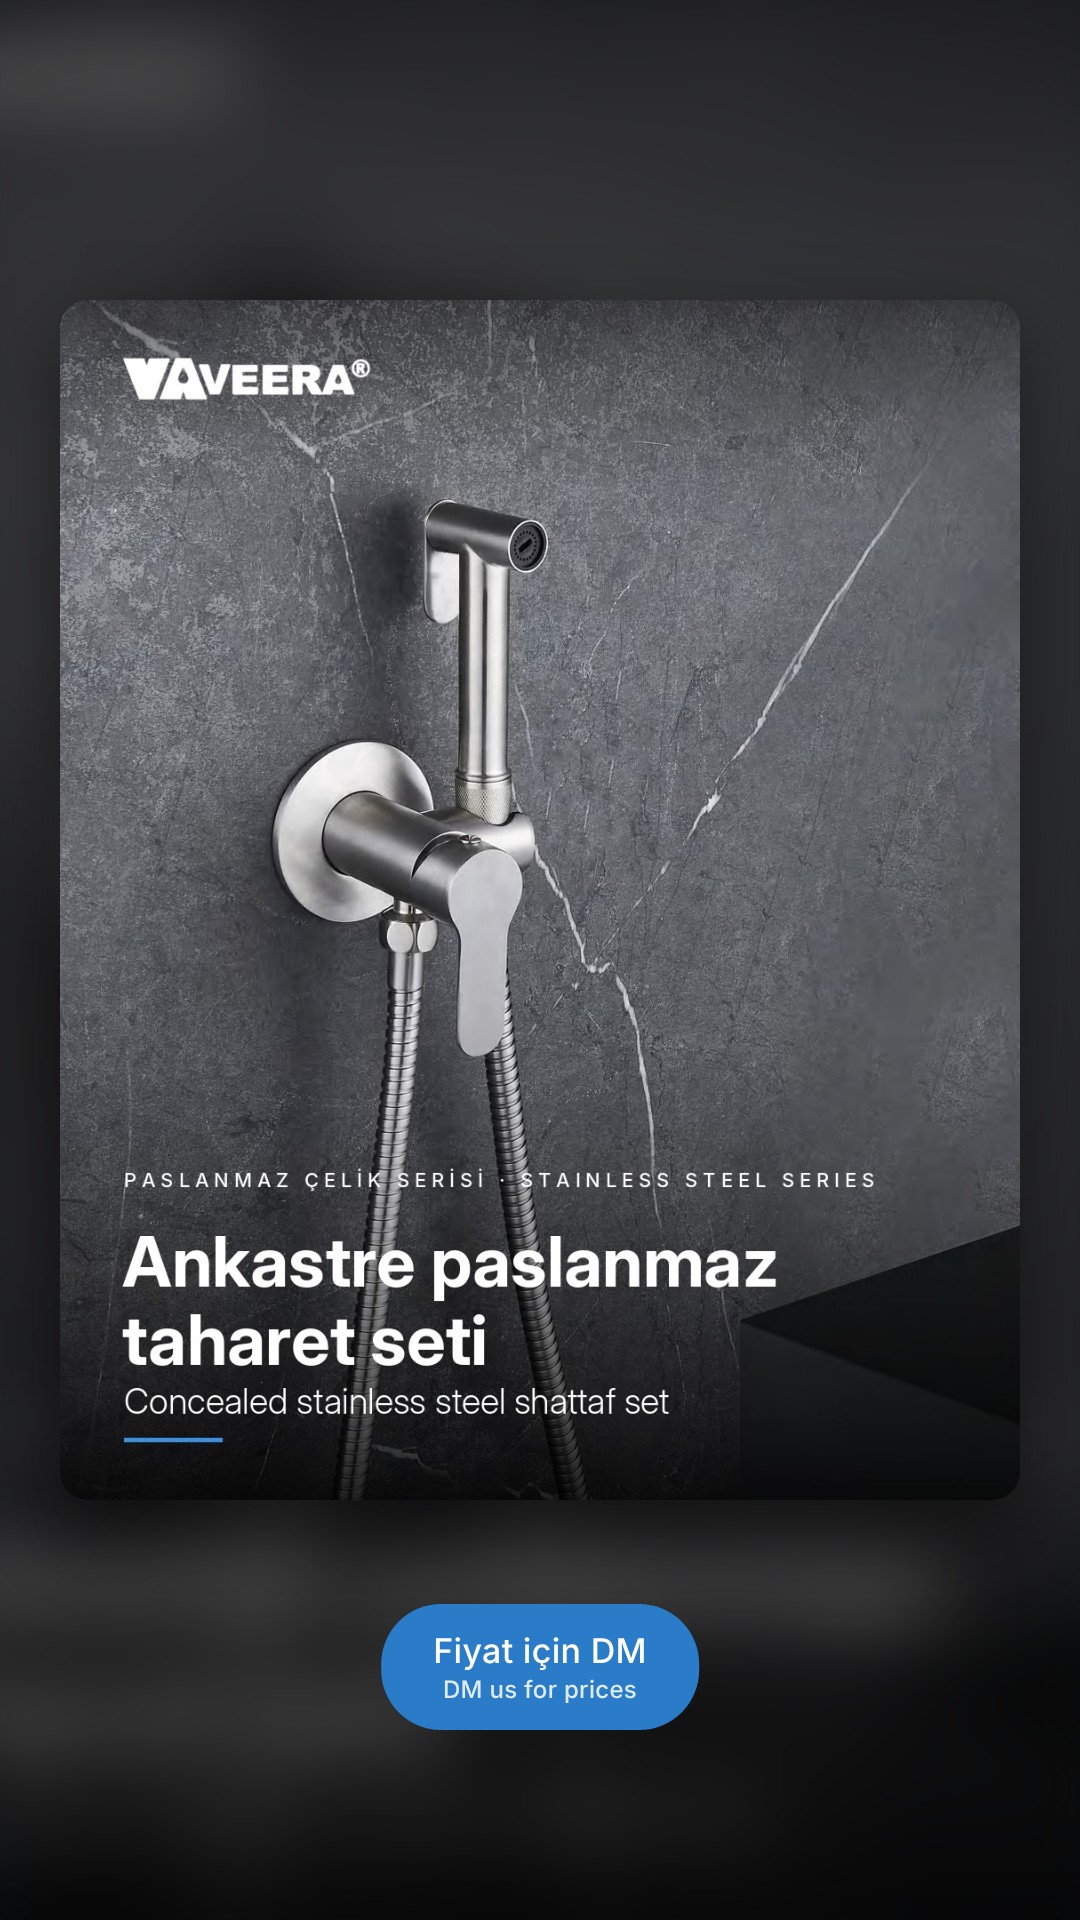 VAVEERA®
PASLANMAZ ÇELİK SERİSİ · STAINLESS STEEL SERIES
Ankastre paslanmaz
taharet seti
Concealed stainless steel shattaf set
Fiyat için DM
DM us for prices